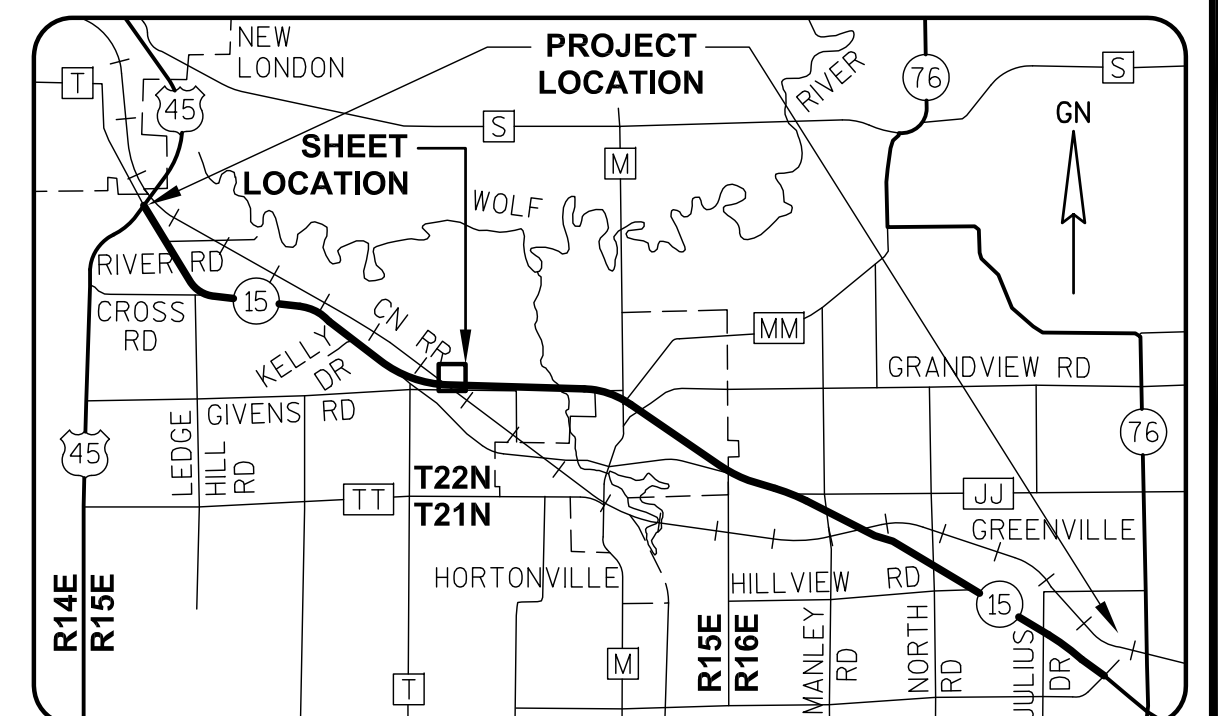 NEW
LONDON
PROJECT
LOCATION
RIVER
T
45
S
76
S
GN
SHEET
LOCATION
M
WOLF
RIVER RD
15
CROSS
RD
CN RR
KELLY
DR
MM
GRANDVIEW RD
GIVENS RD
LEDGE
HILL
RD
45
76
T22N
T21N
TT
JJ
GREENVILLE
HORTONVILLE
HILLVIEW RD
15
R14E
R15E
R15E
R16E
MANLEY
RD
NORTH
RD
JULIUS
DR
M
T